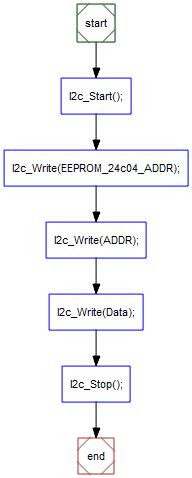 start
I2c_Start();
I2c_Write(EEPROM_24c04_ADDR);
I2c_Write(ADDR);
I2c_Write(Data);
I2c_Stop();
end